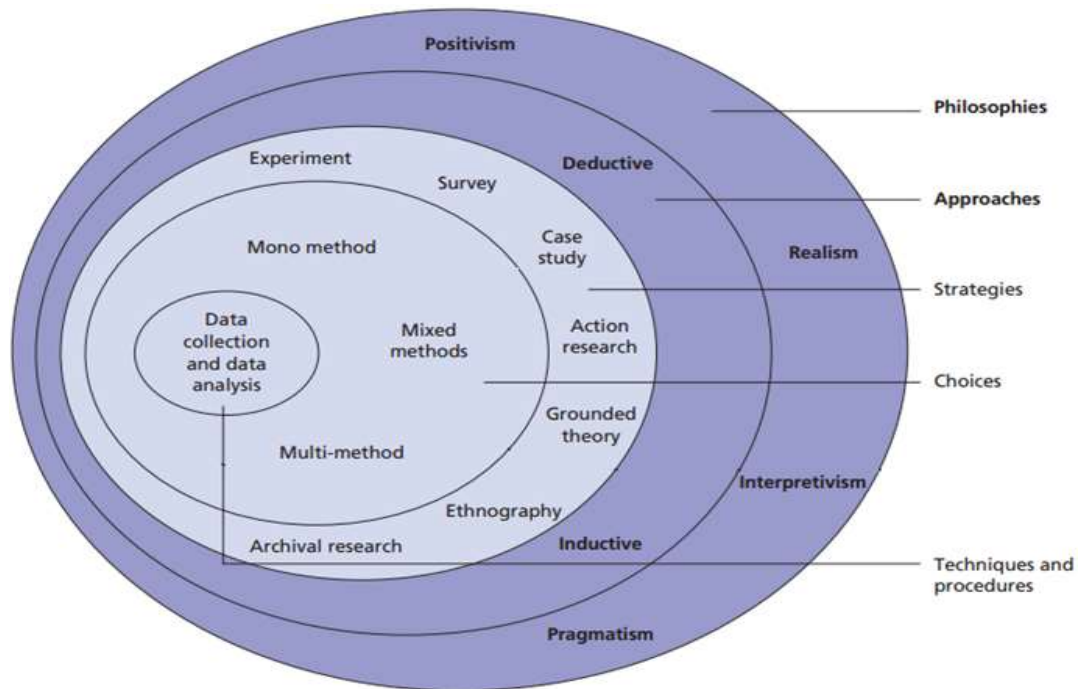 Positivism
Philosophies
Experiment
Deductive
Survey
Approaches
Case
study
Mono method
Realism
Strategies
Data
collection
and data
analysis
Mixed
methods
Action
research
Choices
Grounded
theory
Multi-method
Interpretivism
Ethnography
Archival research
Inductive
Techniques and
procedures
Pragmatism